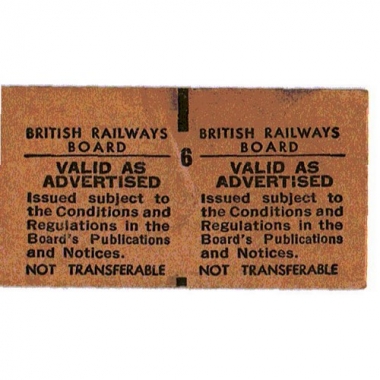 BRITISH RAILWAYS
BOARD
VALID AS
ADVERTISED
Issued subject to
the Conditions and
Regulations in the
Board's Publications
and Notices.
NOT TRANSFERABLE
6
BRITISH RAILWAYS
BOARD
VALID AS
ADVERTISED
Issued subject to
the Conditions and
Regulations in the
Board's Publications
and Notices.
NOT TRANSFERABLE